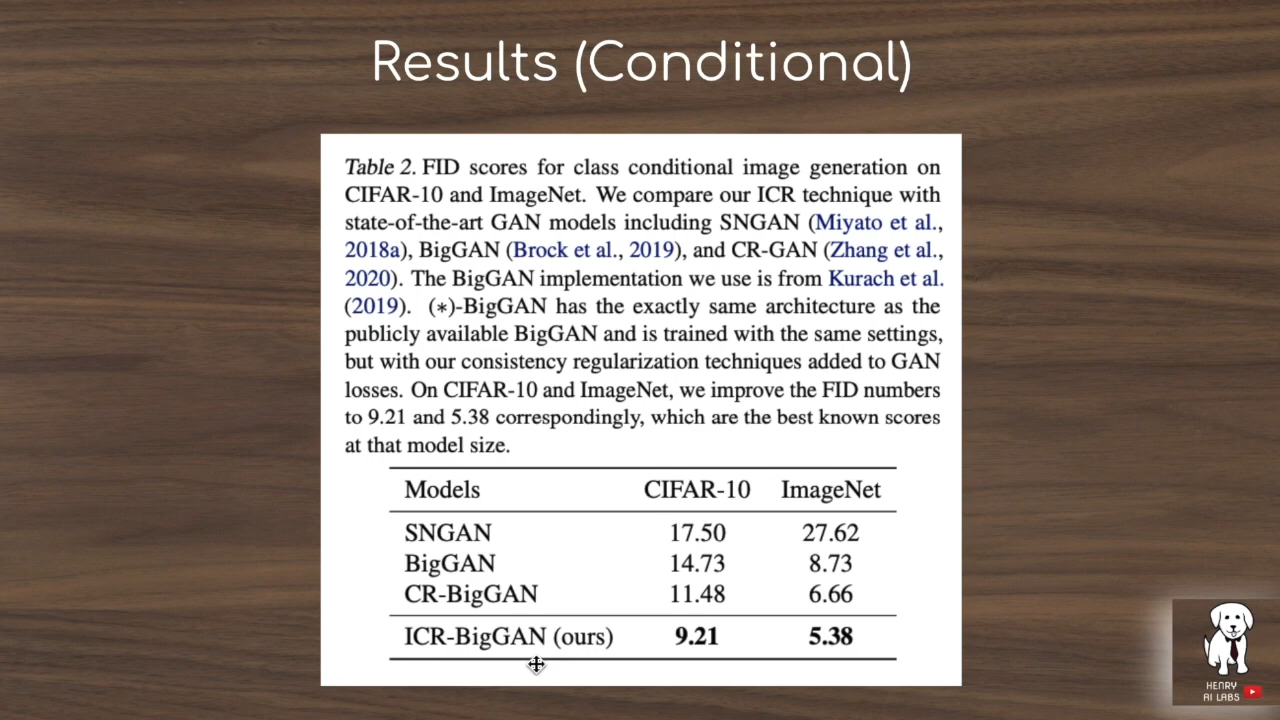 Results (Conditional)
Table 2. FID scores for class conditional image generation on
CIFAR-10 and ImageNet. We compare our ICR technique with
state-of-the-art GAN models including SNGAN (Miyato et al.,
2018a), BigGAN (Brock et al., 2019), and CR-GAN (Zhang et al.,
2020). The BigGAN implementation we use is from Kurach et al.
(2019). (∗)-BigGAN has the exactly same architecture as the
publicly available BigGAN and is trained with the same settings,
but with our consistency regularization techniques added to GAN
losses. On CIFAR-10 and ImageNet, we improve the FID numbers
to 9.21 and 5.38 correspondingly, which are the best known scores
at that model size.
Models CIFAR-10 ImageNet
SNGAN 17.50 27.62
BigGAN 14.73 8.73
CR-BigGAN 11.48 6.66
ICR-BigGAN (ours) 9.21 5.38
HENRY
AI LABS